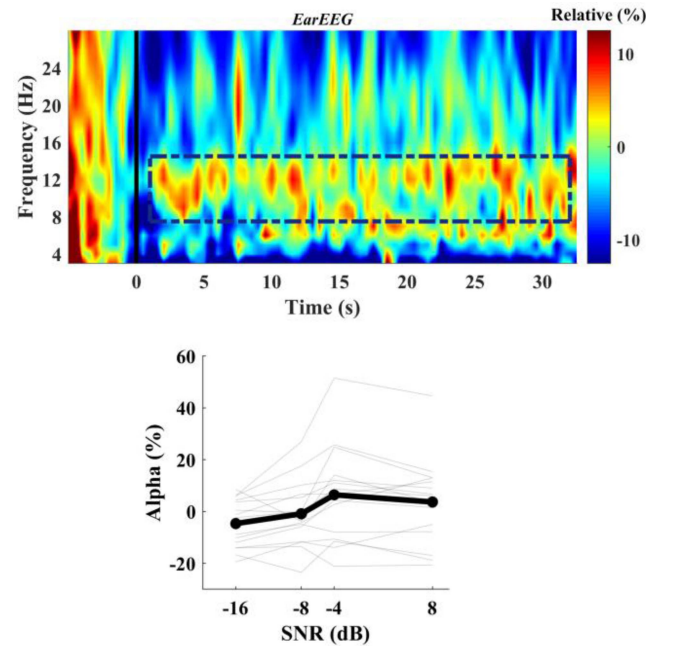 EarEEG
Relative (%)
Frequency (Hz)
24
20
16
12
8
4
10
0
-10
0 5 10 15 20 25 30
Time (s)
Alpha (%)
60
40
20
0
-20
-16 -8 -4 8
SNR (dB)